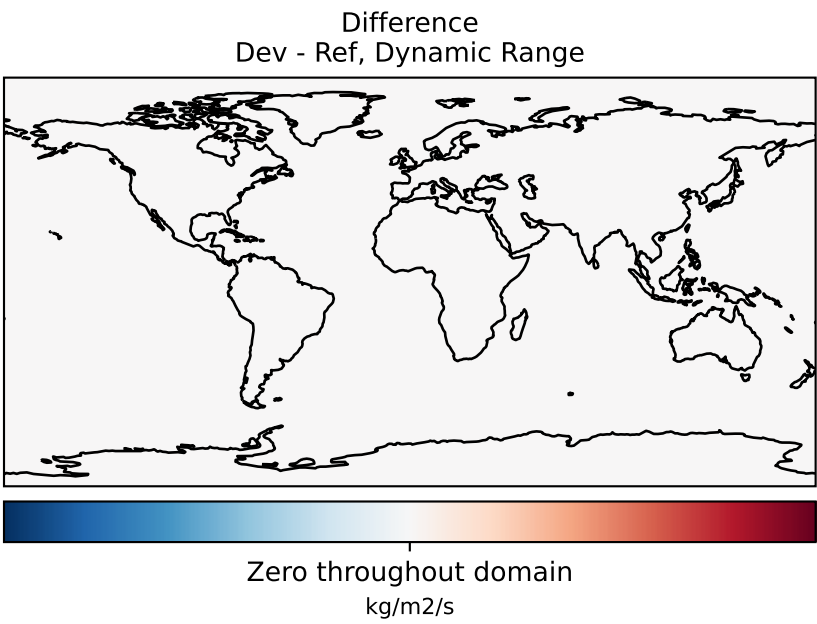 Difference
Dev - Ref, Dynamic Range
Zero throughout domain
kg/m2/s